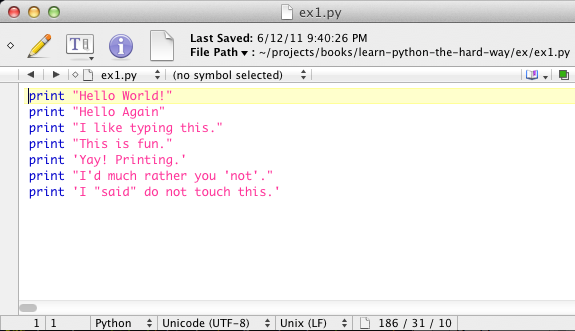 ex1.py
Last Saved: 6/12/11 9:40:26 PM
File Path ▾ : ~/projects/books/learn-python-the-hard-way/ex/ex1.py
ex1.py (no symbol selected)
print "Hello World!"
print "Hello Again"
print "I like typing this."
print "This is fun."
print 'Yay! Printing.'
print "I'd much rather you 'not'."
print 'I "said" do not touch this.'
1 1 Python Unicode (UTF-8) Unix (LF) 186 / 31 / 10